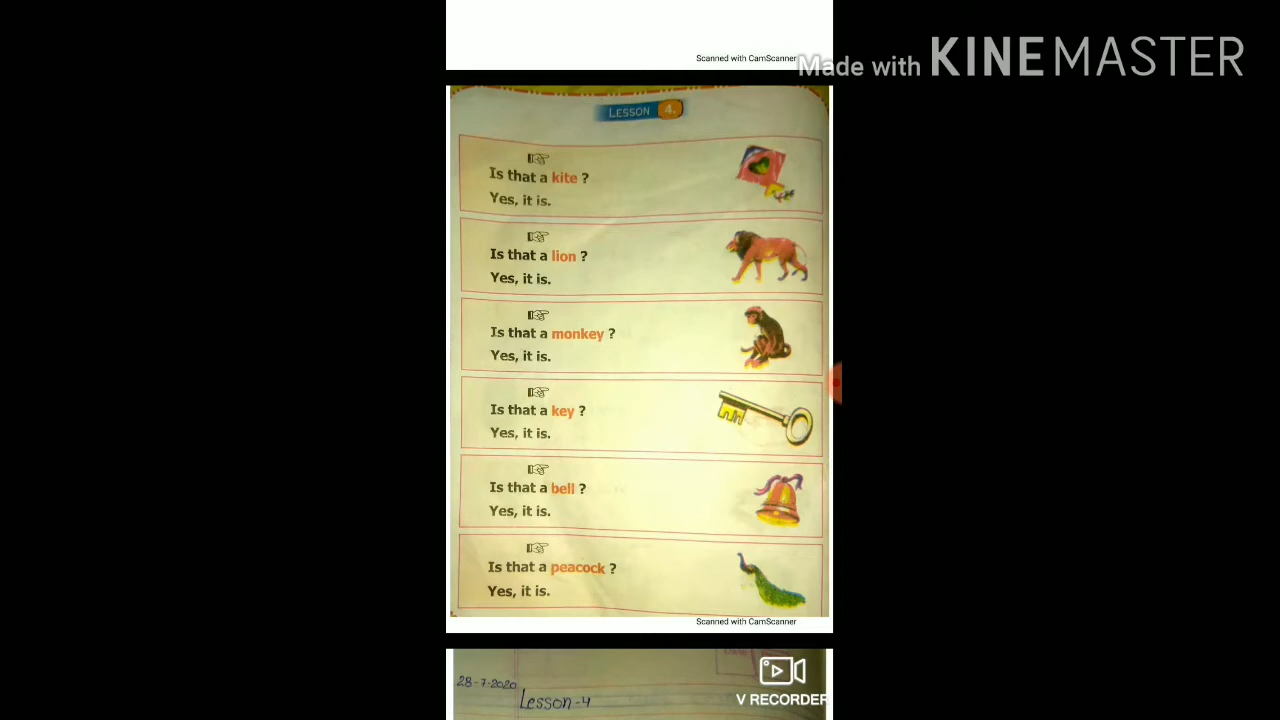 Scanned with CamScanner
Made with KINEMASTER
LESSON 4.
Is that a kite ?
Yes, it is.
Is that a lion ?
Yes, it is.
Is that a monkey ?
Yes, it is.
Is that a key ?
Yes, it is.
Is that a bell ?
Yes, it is.
Is that a peacock ?
Yes, it is.
Scanned with CamScanner
28-7-2020
Lesson-4
V RECORDER